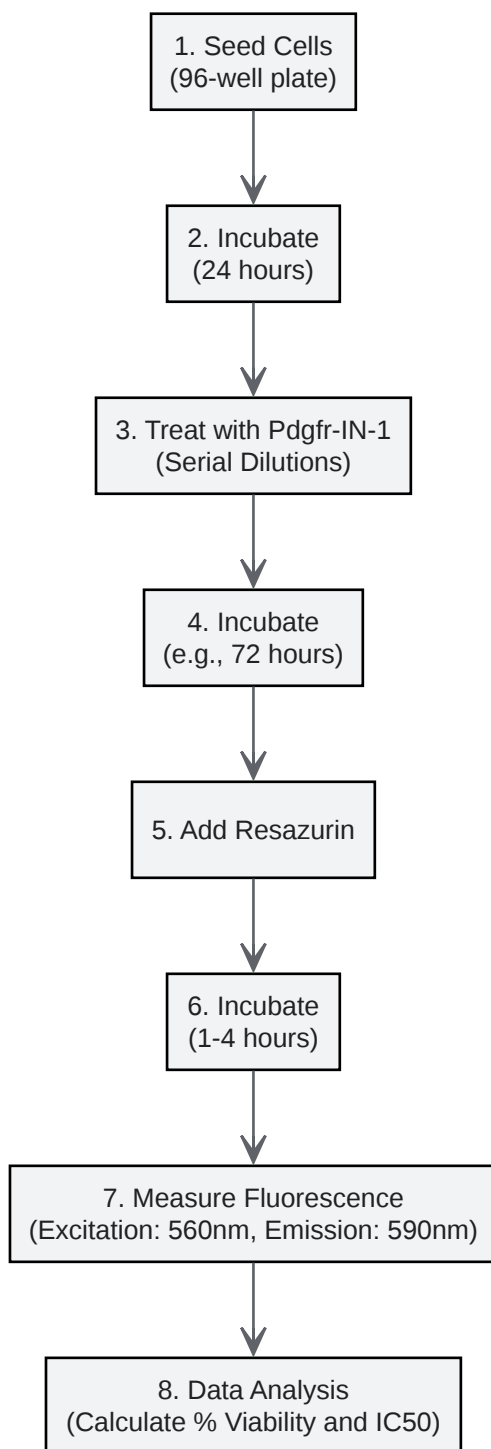 1. Seed Cells
(96-well plate)
2. Incubate
(24 hours)
3. Treat with Pdgfr-IN-1
(Serial Dilutions)
4. Incubate
(e.g., 72 hours)
5. Add Resazurin
6. Incubate
(1-4 hours)
7. Measure Fluorescence
(Excitation: 560nm, Emission: 590nm)
8. Data Analysis
(Calculate % Viability and IC50)